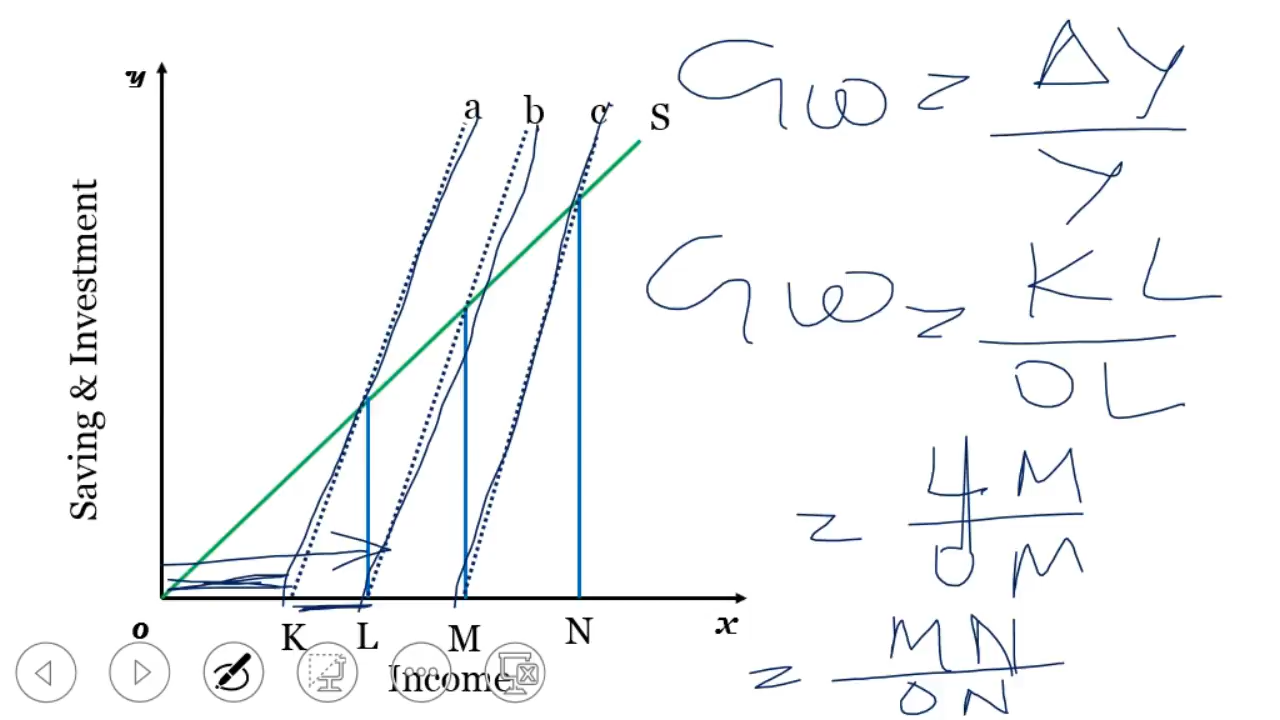 y
a b c S
Saving & Investment
o K L M N x
Income
Gw = ΔY
Y
Gw = KL
OL
= LM
OM
= MN
ON